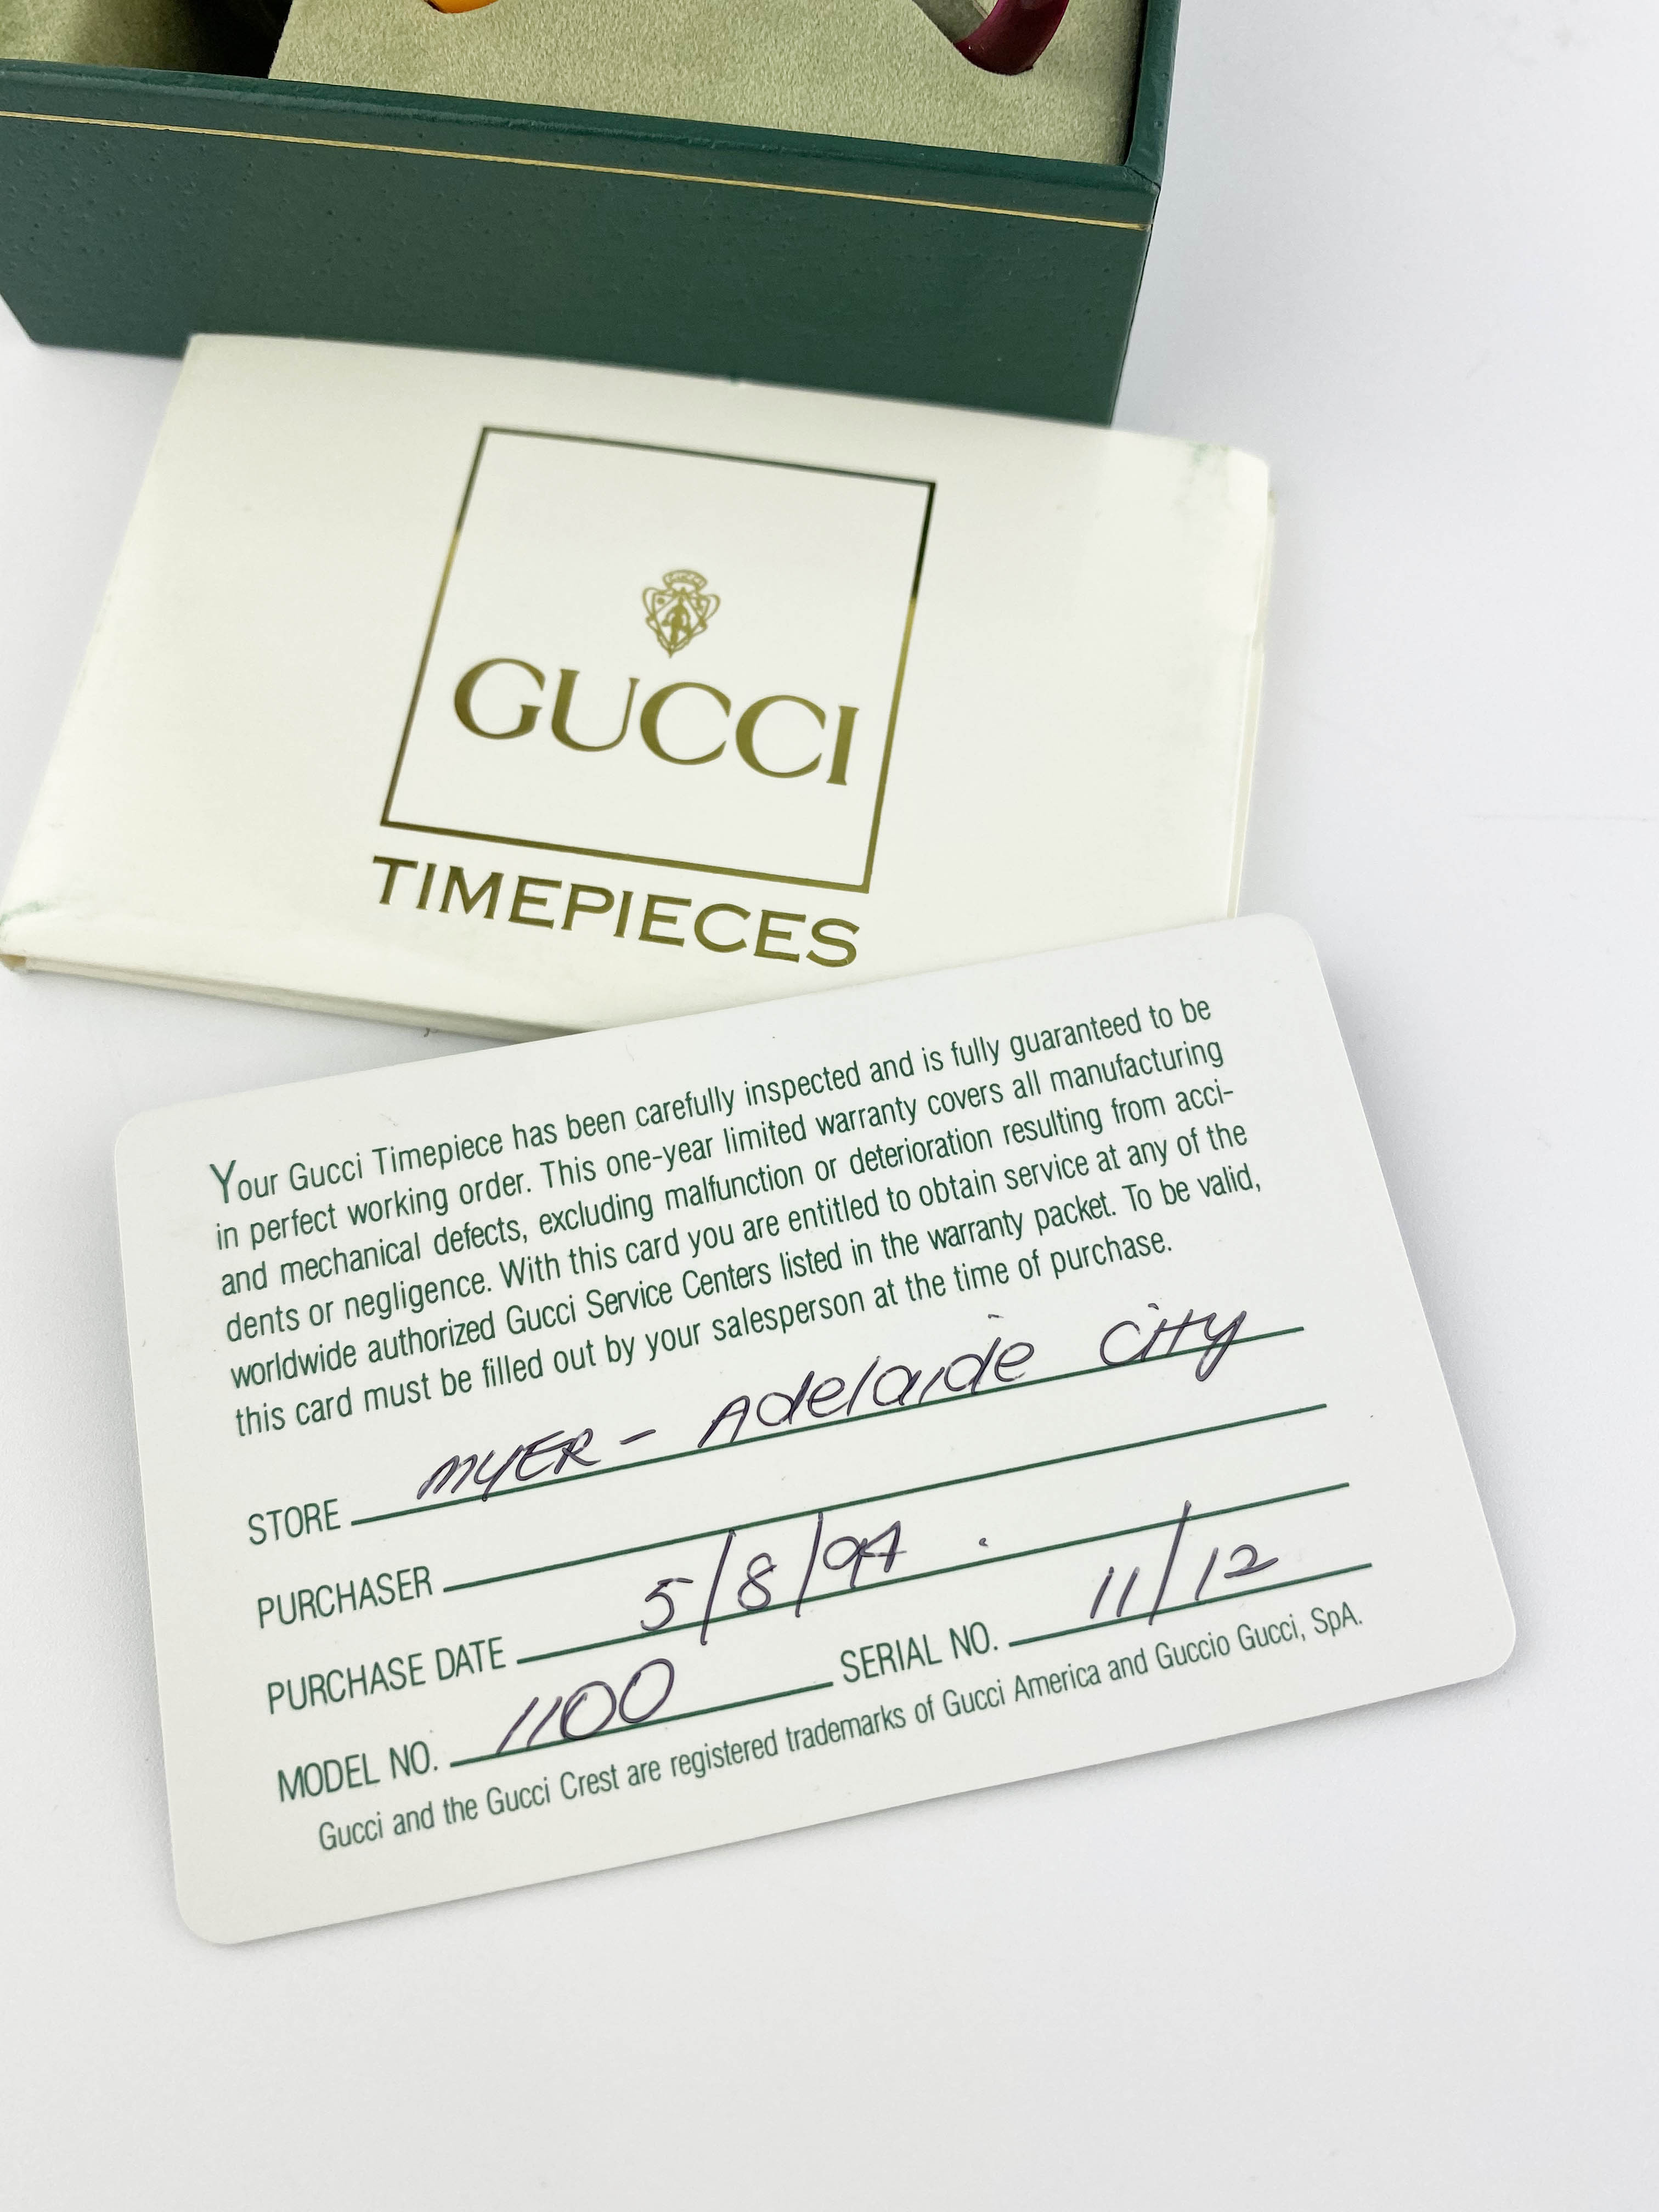 GUCCI
GUCCI
TIMEPIECES
Your Gucci Timepiece has been carefully inspected and is fully guaranteed to be
in perfect working order. This one-year limited warranty covers all manufacturing
and mechanical defects, excluding malfunction or deterioration resulting from acci-
dents or negligence. With this card you are entitled to obtain service at any of the
worldwide authorized Gucci Service Centers listed in the warranty packet. To be valid,
this card must be filled out by your salesperson at the time of purchase.
STORE MYER - Adelaide City
PURCHASER
PURCHASE DATE 5/8/94 .
MODEL NO. 1100 SERIAL NO. 11/12
Gucci and the Gucci Crest are registered trademarks of Gucci America and Guccio Gucci, SpA.